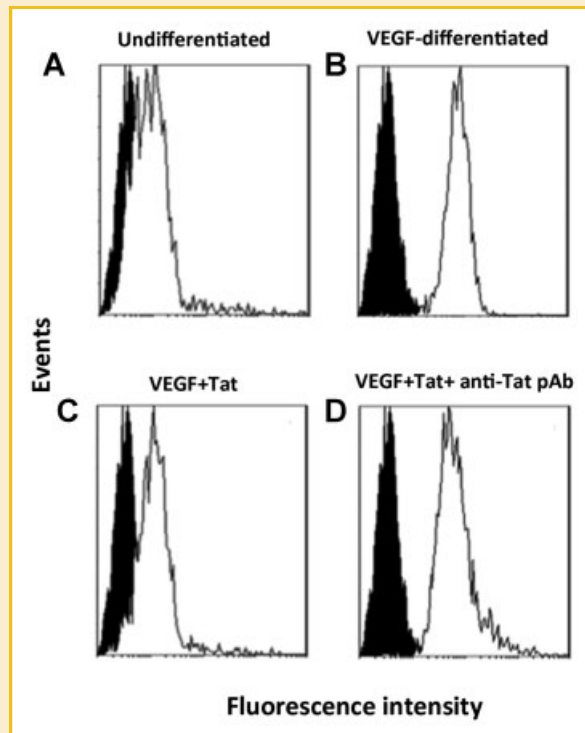 Undifferentiated
VEGF-differentiated
A
B
VEGF+Tat
VEGF+Tat+ anti-Tat pAb
C
D
Events
Fluorescence intensity